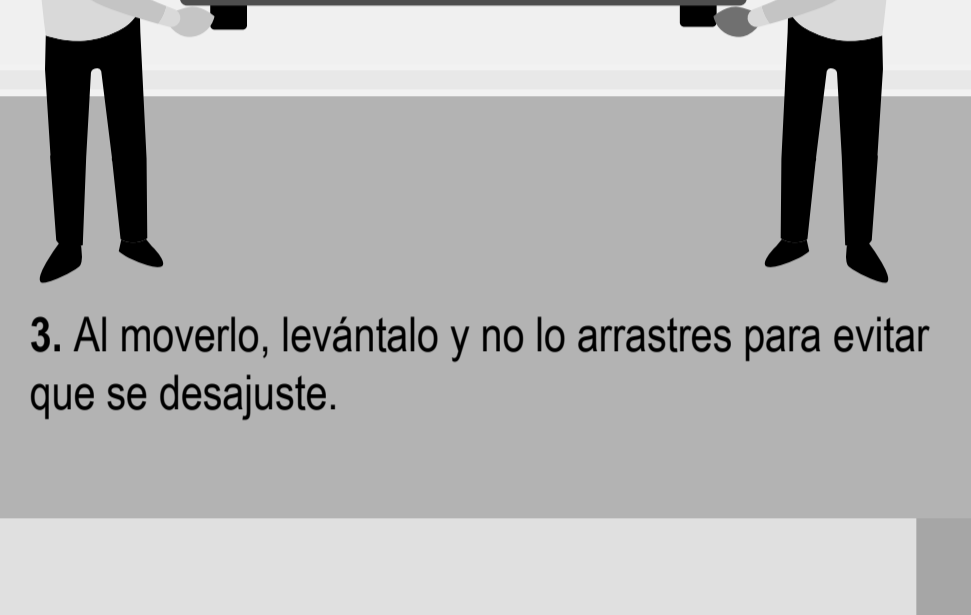 3. Al moverlo, levántalo y no lo arrastres para evitar
que se desajuste.